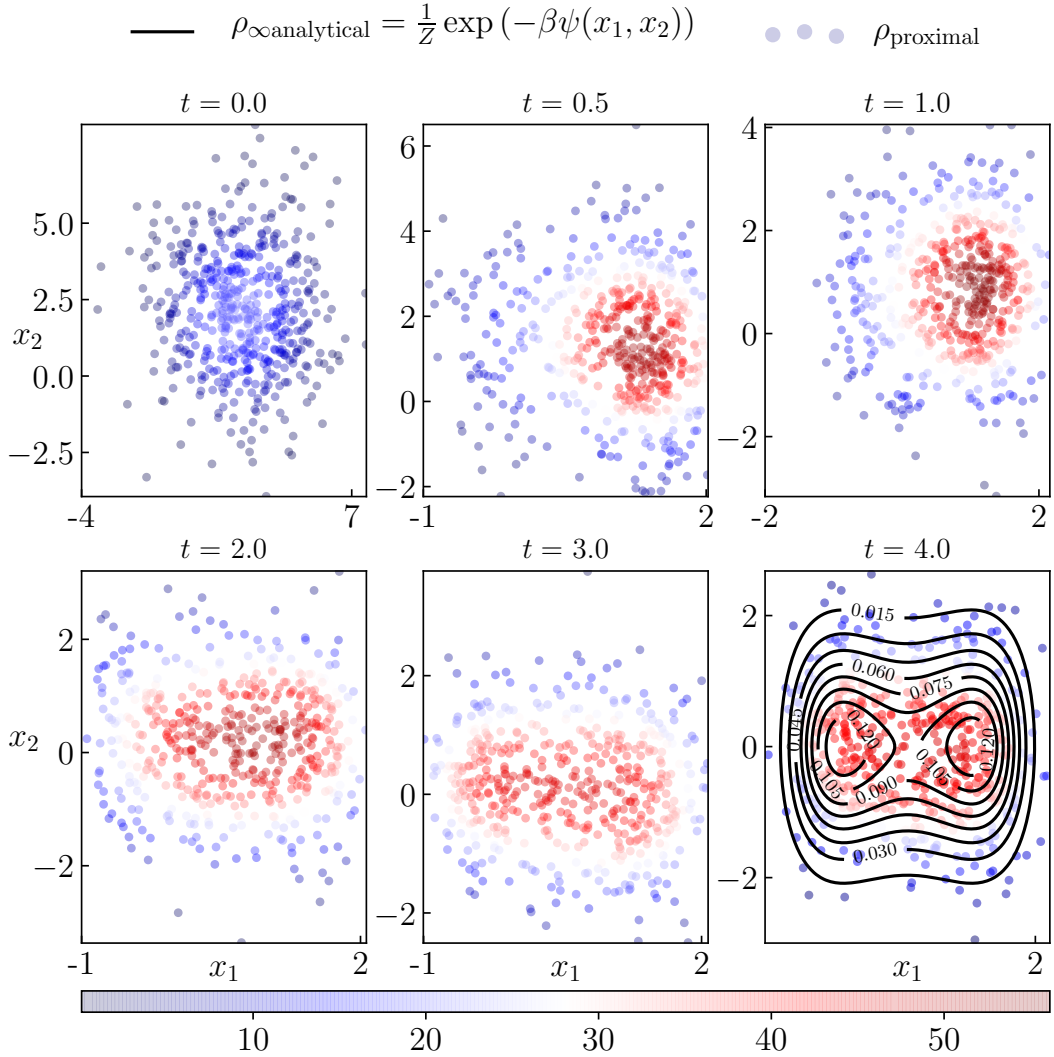 ρ∞analytical = 1/Z exp (−βψ(x₁, x₂)) ρproximal
t = 0.0 t = 0.5 t = 1.0
5.0 2.5 0.0 −2.5
x₂
-4 7
6 4 2 0 −2
-1 2
4 2 0 −2
-2 2
t = 2.0 t = 3.0 t = 4.0
2 0 −2
x₂
-1 2
x₁
2 0 −2
-1 2
x₁
2 0 −2
2
x₁
0.015
0.060
0.075
0.045
0.120
0.120
0.105
0.105
0.090
0.030
10 20 30 40 50